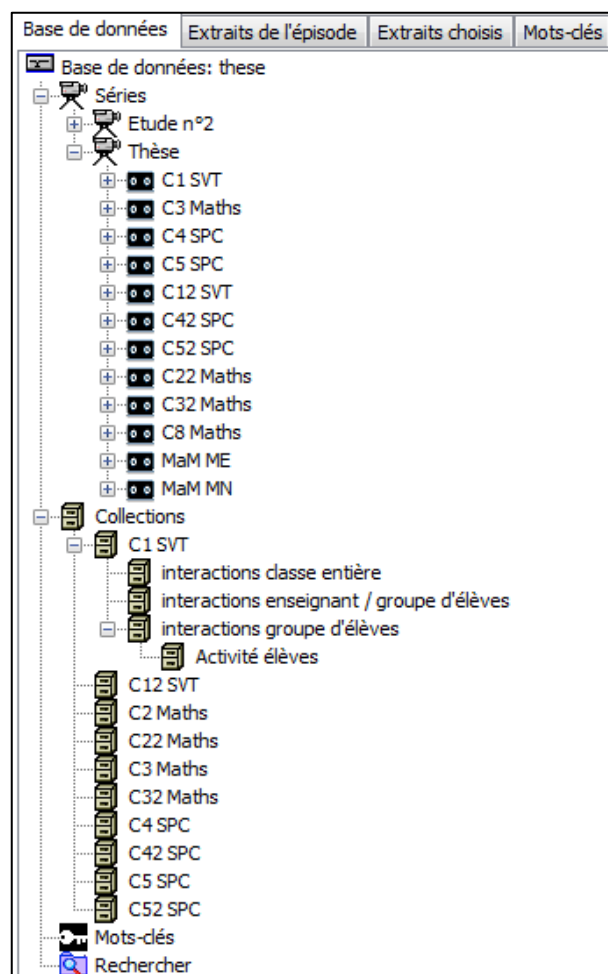 Base de données Extraits de l'épisode Extraits choisis Mots-clés
Base de données: these
Séries
Etude n°2
Thèse
C1 SVT
C3 Maths
C4 SPC
C5 SPC
C12 SVT
C42 SPC
C52 SPC
C22 Maths
C32 Maths
C8 Maths
MaM ME
MaM MN
Collections
C1 SVT
interactions classe entière
interactions enseignant / groupe d'élèves
interactions groupe d'élèves
Activité élèves
C12 SVT
C2 Maths
C22 Maths
C3 Maths
C32 Maths
C4 SPC
C42 SPC
C5 SPC
C52 SPC
Mots-clés
Rechercher